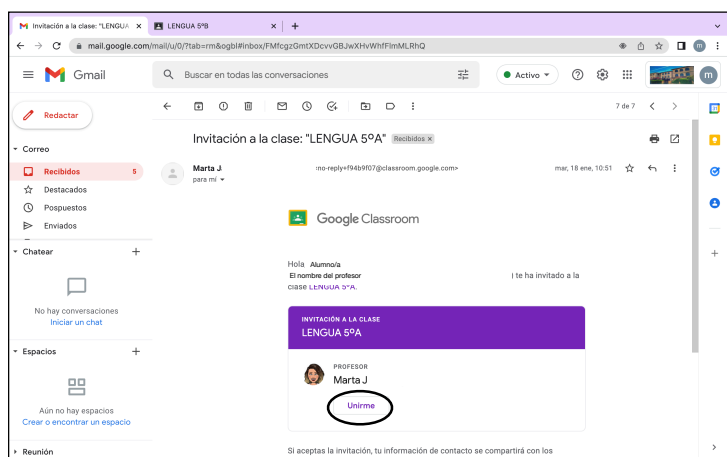 Invitación a la clase: "LENGUA
LENGUA 5ºB
mail.google.com/mail/u/0/?tab=rm&ogbl#inbox/FMfcgzGmtXDcvvGBJwXHvWhfFlmMLRhQ
m
Gmail
Buscar en todas las conversaciones
Activo
m
Redactar
7 de 7
Correo
Recibidos 5
Destacados
Pospuestos
Enviados
Chatear
No hay conversaciones
Iniciar un chat
Espacios
Aún no hay espacios
Crear o encontrar un espacio
Reunión
Invitación a la clase: "LENGUA 5ºA" Recibidos ×
Marta J :no-reply+f94b9f07@classroom.google.com> mar, 18 ene, 10:51
para mí
Google Classroom
Hola Alumno/a
El nombre del profesor te ha invitado a la
clase LENGUA 5ºA.
INVITACIÓN A LA CLASE
LENGUA 5ºA
PROFESOR
Marta J
Unirme
Si aceptas la invitación, tu información de contacto se compartirá con los